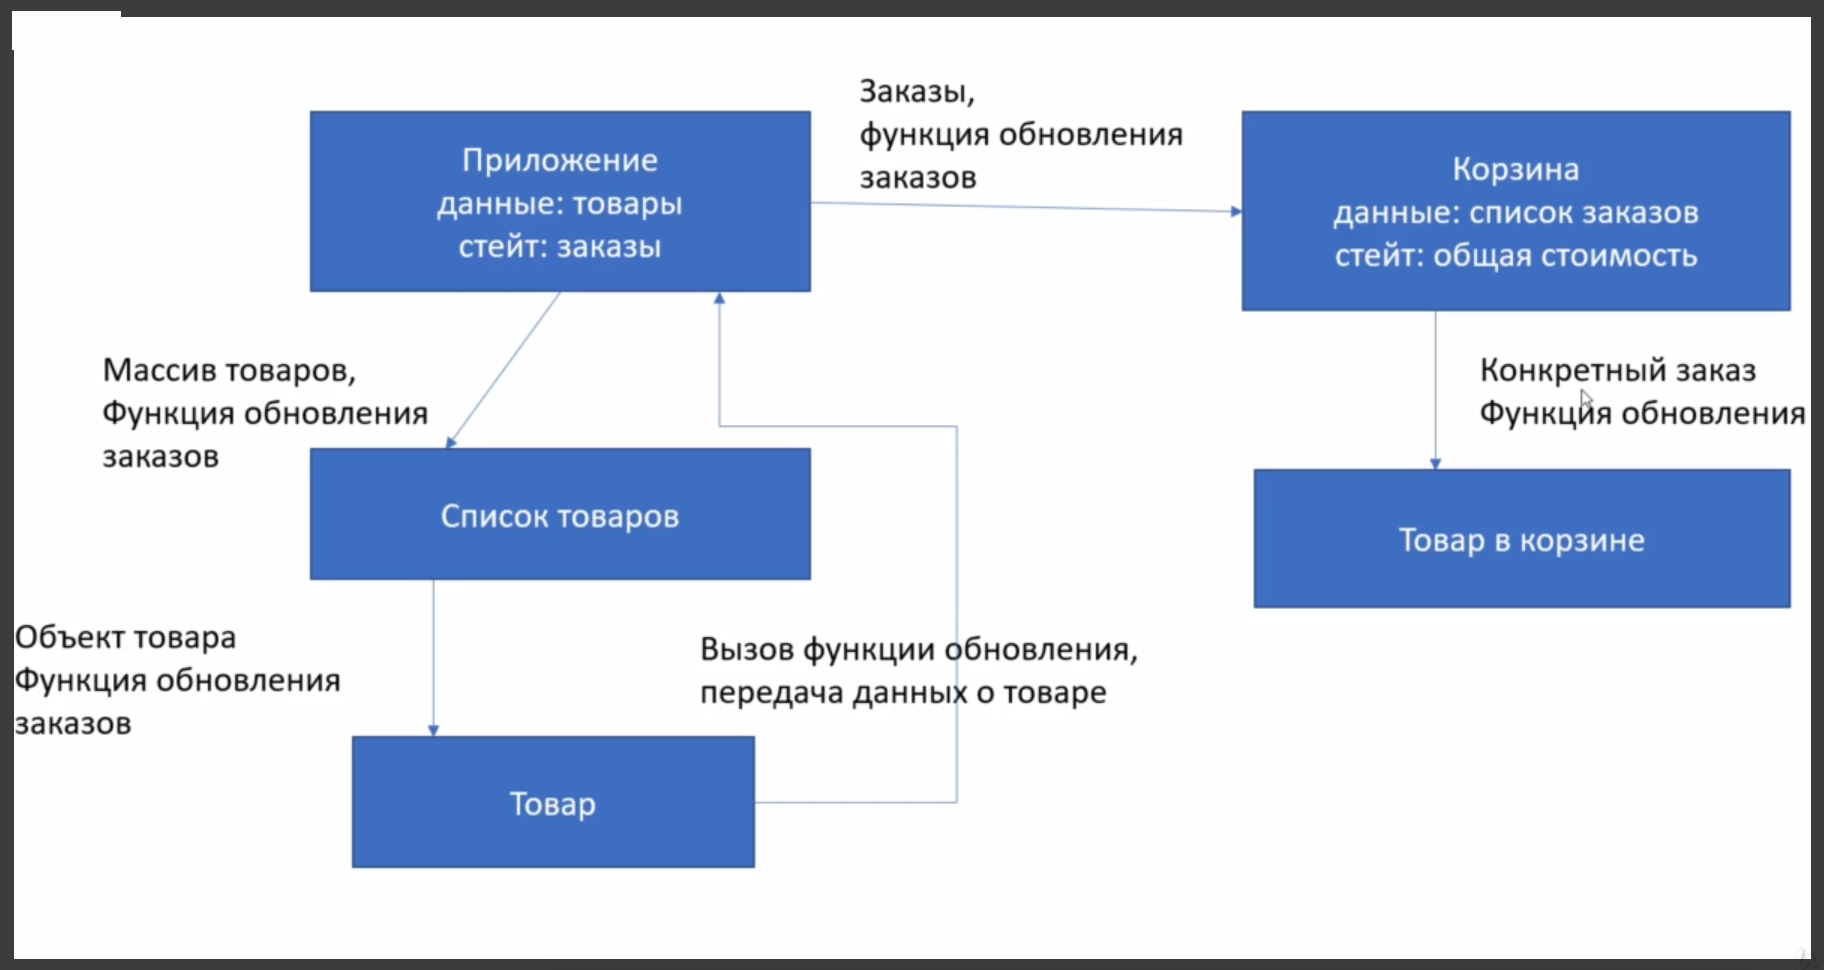 Заказы,
функция обновления
заказов
Приложение
данные: товары
стейт: заказы
Корзина
данные: список заказов
стейт: общая стоимость
Массив товаров,
Функция обновления
заказов
Конкретный заказ
Функция обновления
Список товаров
Товар в корзине
Объект товара
Функция обновления
заказов
Вызов функции обновления,
передача данных о товаре
Товар